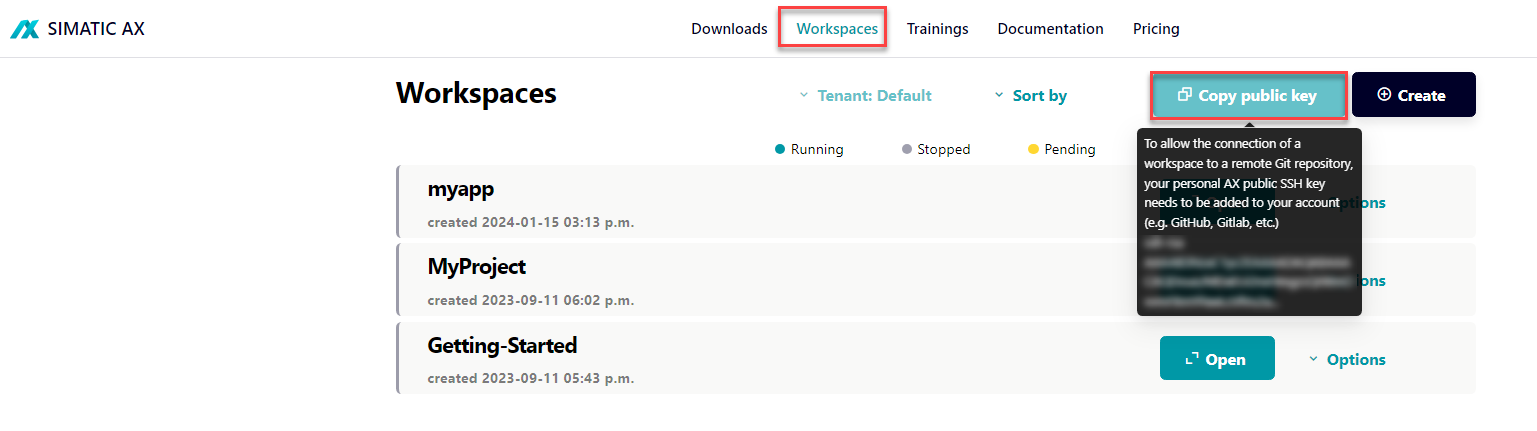 SIMATIC AX
Downloads Workspaces Trainings Documentation Pricing
Workspaces
Tenant: Default
Sort by
Copy public key
Create
Running
Stopped
Pending
To allow the connection of a
workspace to a remote Git repository,
your personal AX public SSH key
needs to be added to your account
(e.g. GitHub, Gitlab, etc.)
myapp
created 2024-01-15 03:13 p.m.
MyProject
created 2023-09-11 06:02 p.m.
Getting-Started
created 2023-09-11 05:43 p.m.
Open
Options